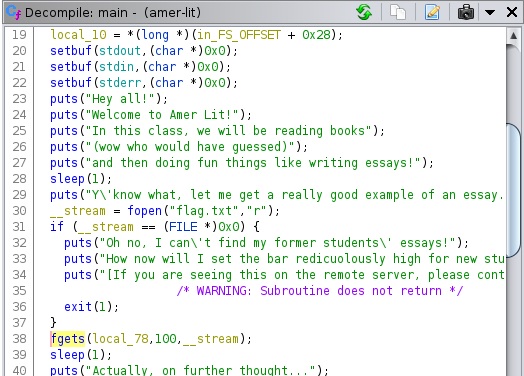 Decompile: main - (amer-lit)
19 local_10 = *(long *)(in_FS_OFFSET + 0x28);
20 setbuf(stdout,(char *)0x0);
21 setbuf(stdin,(char *)0x0);
22 setbuf(stderr,(char *)0x0);
23 puts("Hey all!");
24 puts("Welcome to Amer Lit!");
25 puts("In this class, we will be reading books");
26 puts("(wow who would have guessed)");
27 puts("and then doing fun things like writing essays!");
28 sleep(1);
29 puts("Y\'know what, let me get a really good example of an essay.
30 __stream = fopen("flag.txt","r");
31 if (__stream == (FILE *)0x0) {
32 puts("Oh no, I can\'t find my former students\' essays!");
33 puts("How now will I set the bar redicuolously high for new stu
34 puts("[If you are seeing this on the remote server, please cont
35 /* WARNING: Subroutine does not return */
36 exit(1);
37 }
38 fgets(local_78,100,__stream);
39 sleep(1);
40 puts("Actually, on further thought...");